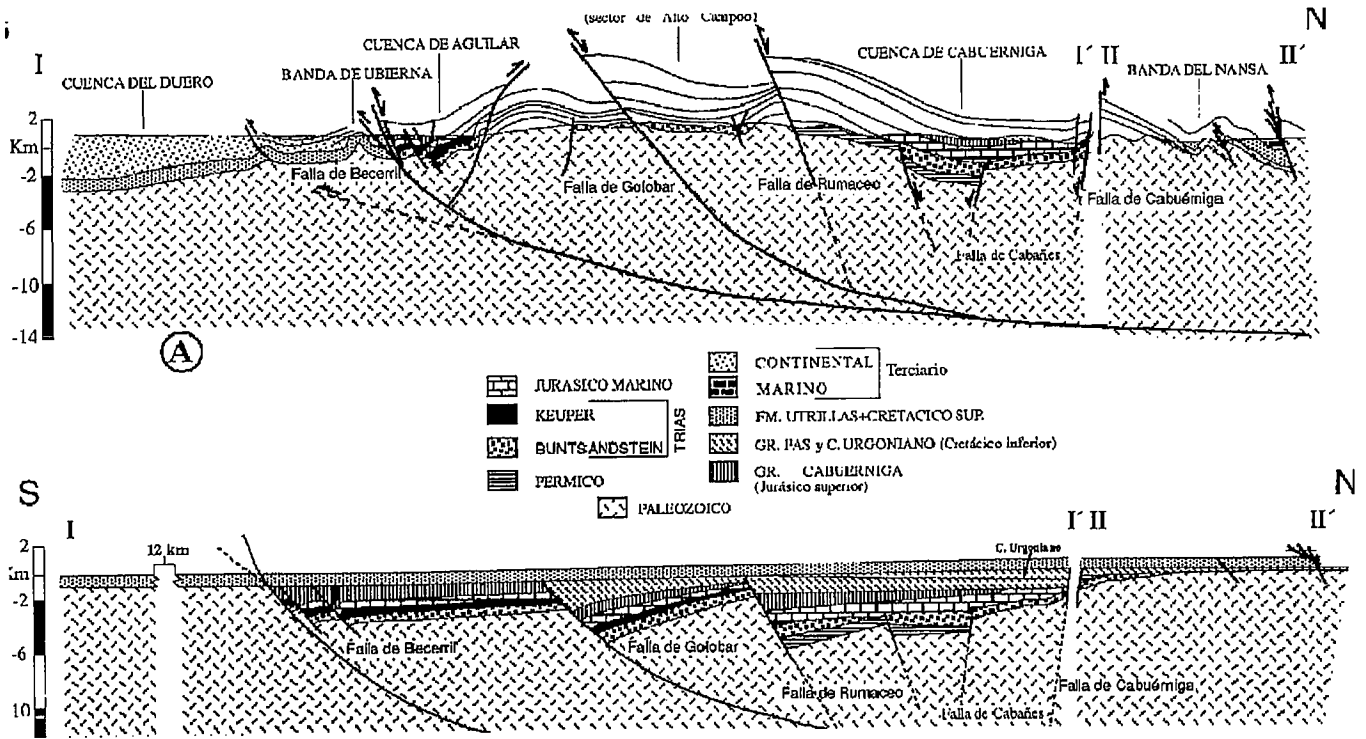 (sector de Alto Campoo)
N
I
CUENCA DEL DUERO
BANDA DE UBIERNA
CUENCA DE AGUILAR
CUENCA DE CABUERNIGA
I´ II
BANDA DEL NANSA
II´
2
Km
-2
-6
-10
-14
Falla de Becerril
Falla de Golobar
Falla de Rumaceo
Falla de Cabuérniga
Falla de Cabañes
A
JURASICO MARINO
KEUPER
BUNTSANDSTEIN
TRIAS
PERMICO
PALEOZOICO
CONTINENTAL
MARINO
Terciario
FM. UTRILLAS+CRETACICO SUP.
GR. PAS y C. URGONIANO (Cretácico Inferior)
GR. CABUERNIGA
(Jurásico superior)
S
N
I
12 km
C. Urgoniano
I´ II
II´
2
-2
-6
10
Falla de Becerril
Falla de Golobar
Falla de Rumaceo
Falla de Cabañes
Falla de Cabuérniga